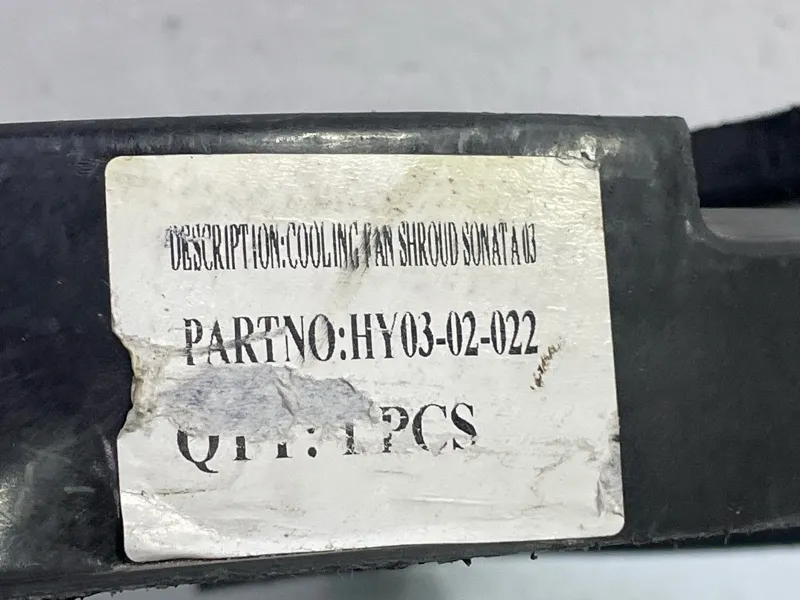 DESCRIPTION:COOLING FAN SHROUD SONATA 03
PARTNO:HY03-02-022
QTY: 1 PCS